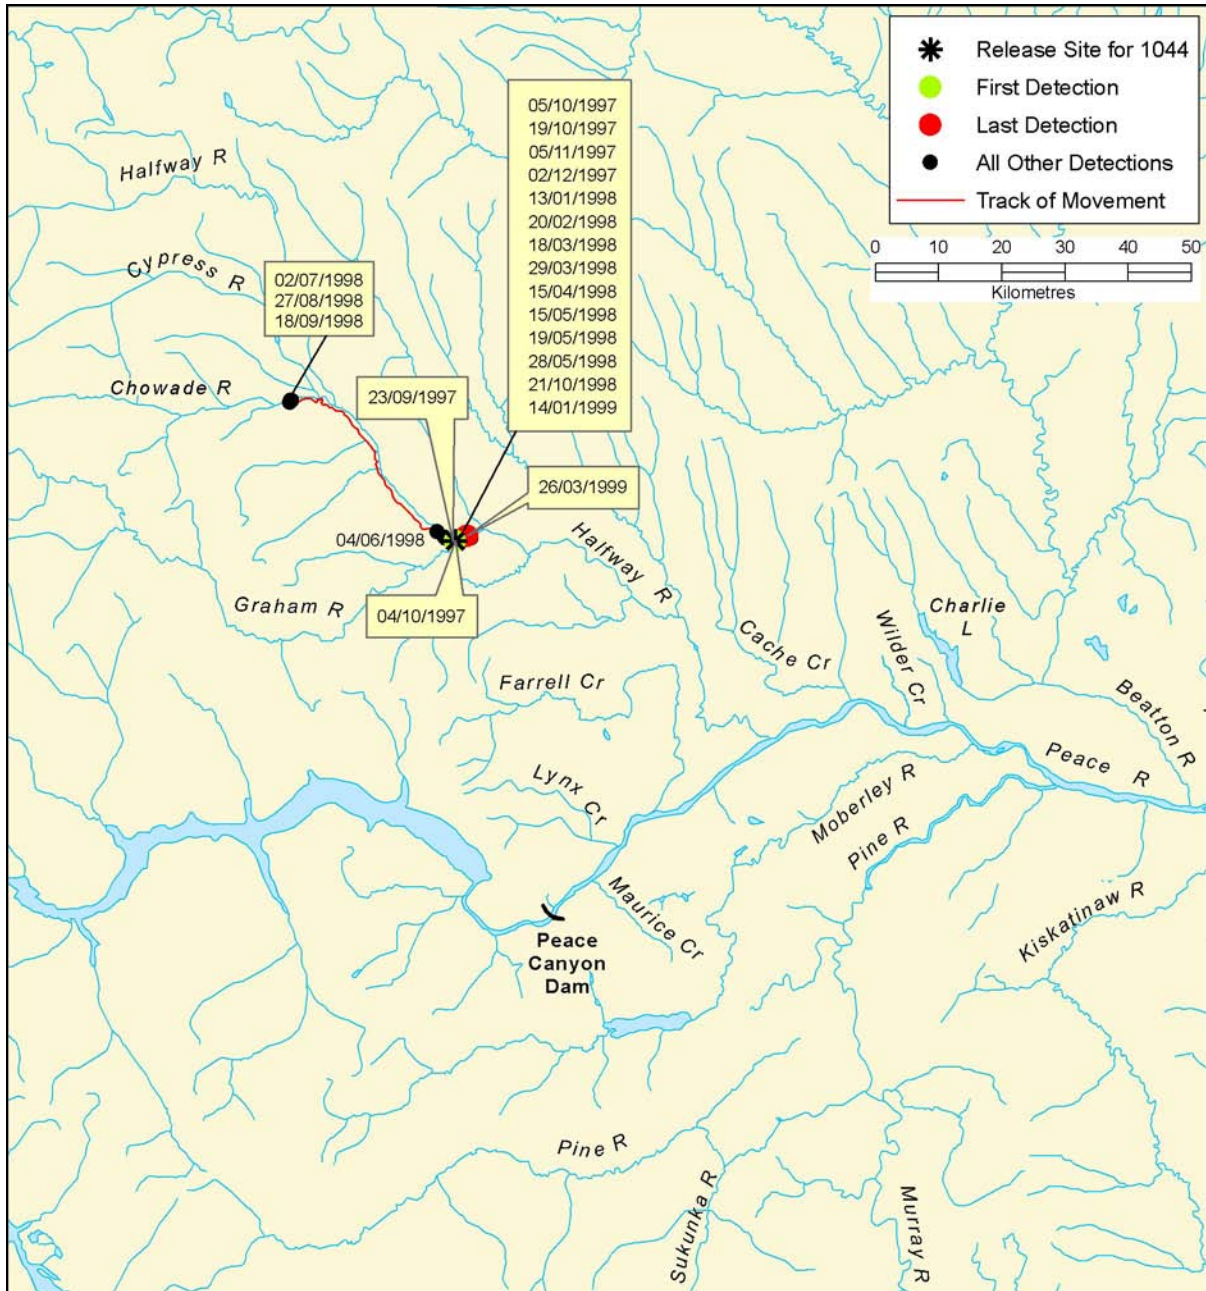 Release Site for 1044
First Detection
Last Detection
All Other Detections
Track of Movement
0 10 20 30 40 50
Kilometres
05/10/1997
19/10/1997
05/11/1997
02/12/1997
13/01/1998
20/02/1998
18/03/1998
29/03/1998
15/04/1998
15/05/1998
19/05/1998
28/05/1998
21/10/1998
14/01/1999
Halfway R
Cypress R
02/07/1998
27/08/1998
18/09/1998
Chowade R
23/09/1997
26/03/1999
04/06/1998
Halfway R
Graham R
04/10/1997
Charlie
L
Cache Cr
Wilder Cr
Farrell Cr
Beatton R
Peace R
Lynx Cr
Moberley R
Pine R
Maurice Cr
Kiskatinaw R
Peace
Canyon
Dam
Pine R
Sukunka R
Murray R